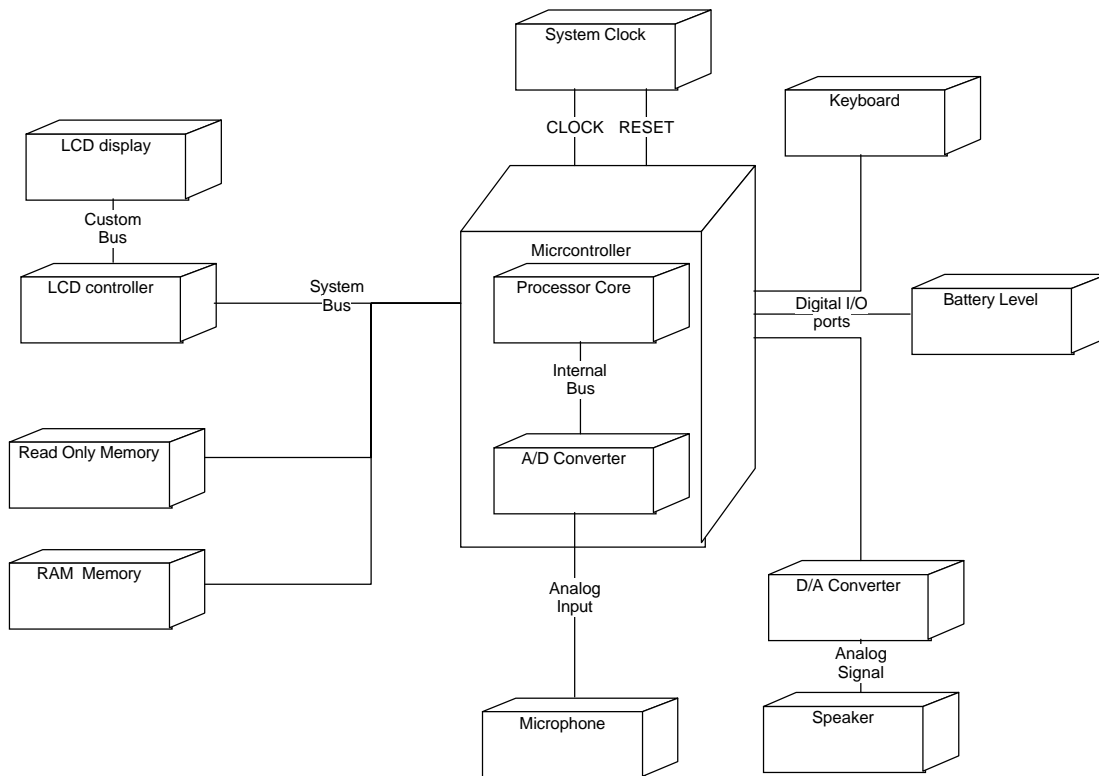 System Clock
Keyboard
CLOCK
RESET
LCD display
Custom
Bus
LCD controller
System
Bus
Micrcontroller
Processor Core
Internal
Bus
A/D Converter
Digital I/O
ports
Battery Level
Read Only Memory
RAM Memory
Analog
Input
Microphone
D/A Converter
Analog
Signal
Speaker